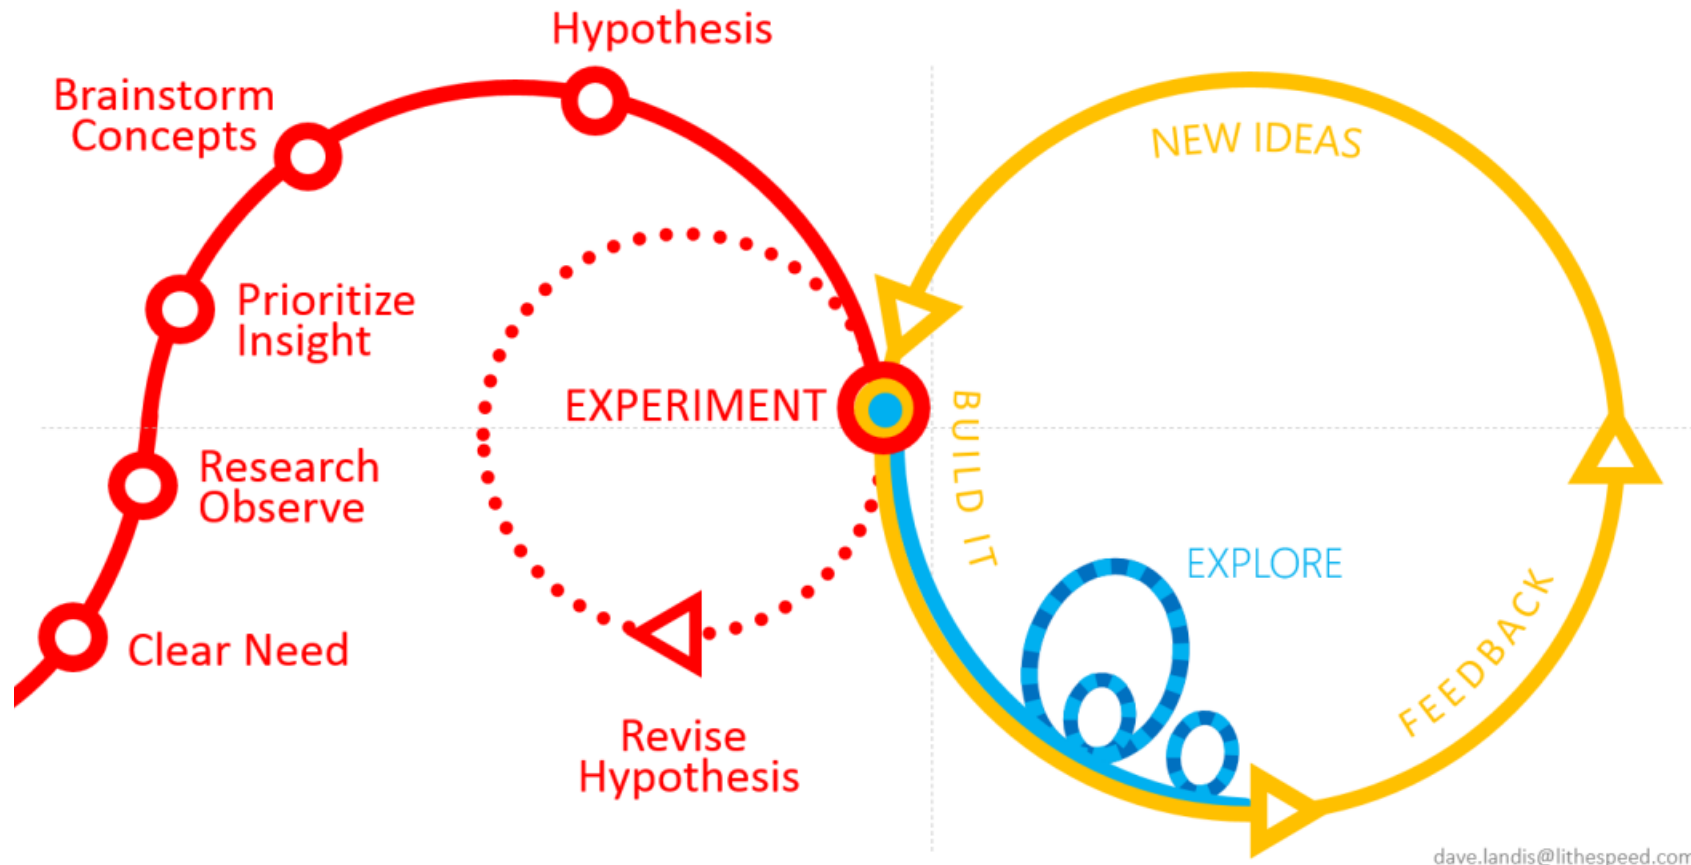 Hypothesis
Brainstorm
Concepts
Prioritize
Insight
EXPERIMENT
Research
Observe
Clear Need
Revise
Hypothesis
NEW IDEAS
BUILD IT
EXPLORE
FEEDBACK
dave.landis@lithespeed.com